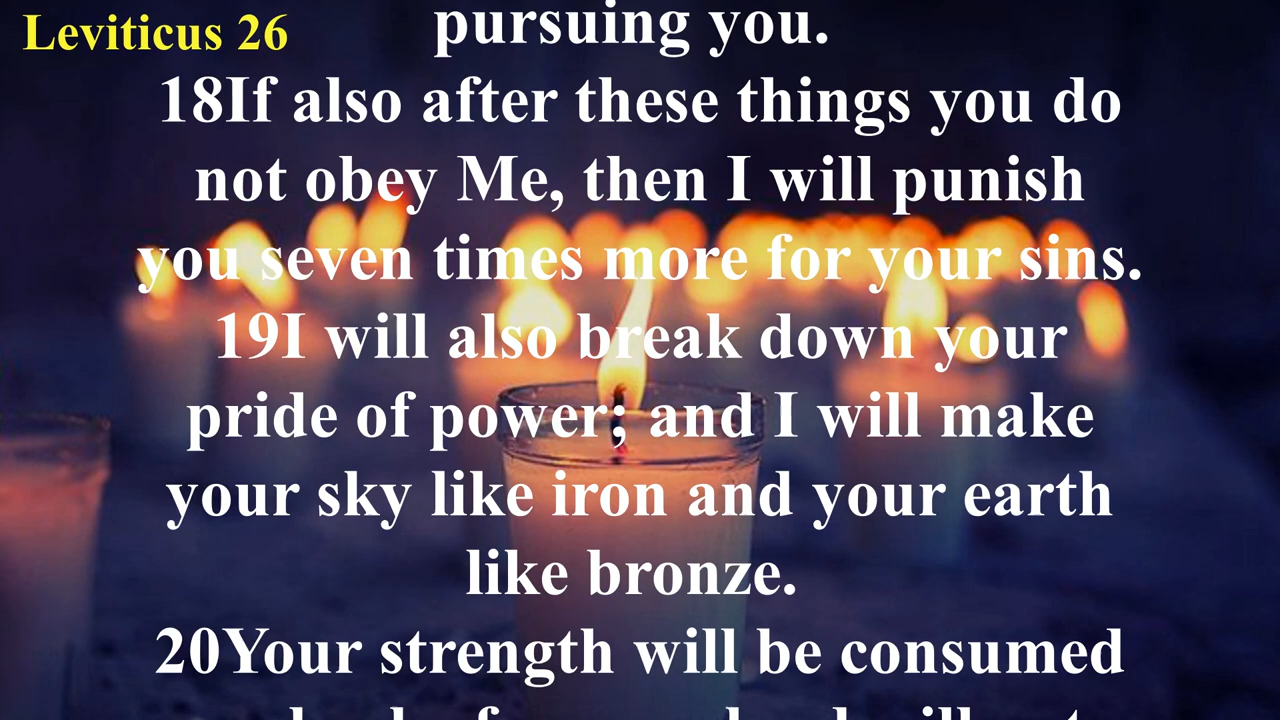 Leviticus 26
pursuing you.
18If also after these things you do
not obey Me, then I will punish
you seven times more for your sins.
19I will also break down your
pride of power; and I will make
your sky like iron and your earth
like bronze.
20Your strength will be consumed